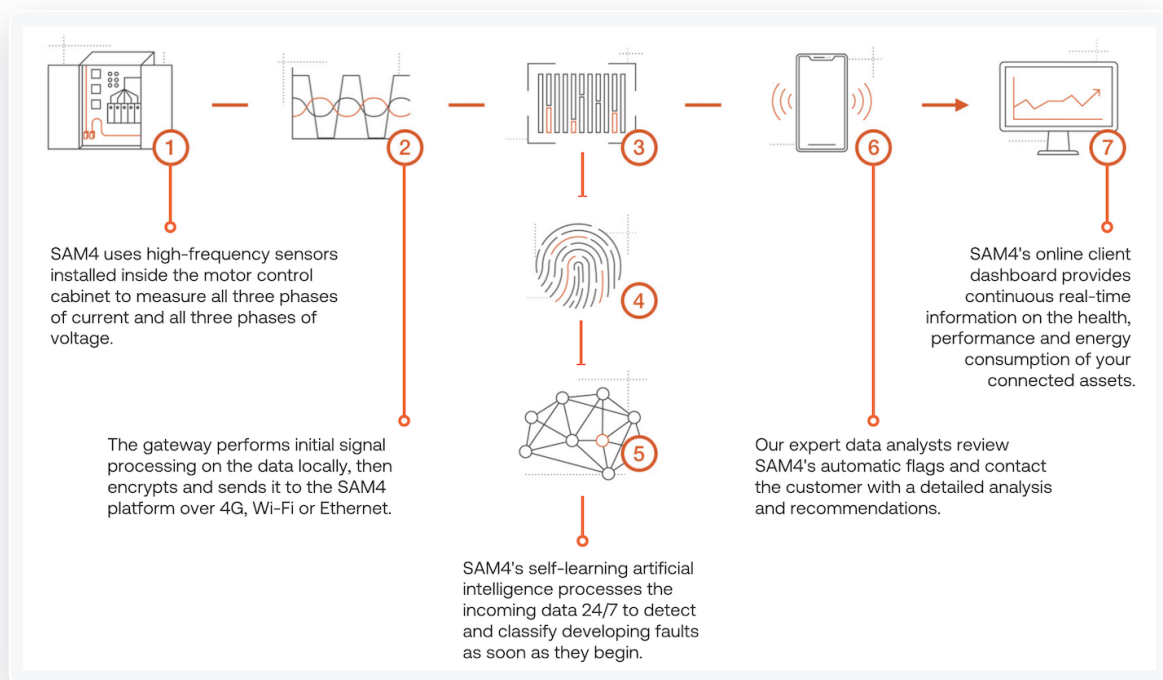 1
2
3
6
7
SAM4 uses high-frequency sensors
installed inside the motor control
cabinet to measure all three phases
of current and all three phases of
voltage.
4
SAM4's online client
dashboard provides
continuous real-time
information on the health,
performance and energy
consumption of your
connected assets.
The gateway performs initial signal
processing on the data locally, then
encrypts and sends it to the SAM4
platform over 4G, Wi-Fi or Ethernet.
5
Our expert data analysts review
SAM4's automatic flags and contact
the customer with a detailed analysis
and recommendations.
SAM4's self-learning artificial
intelligence processes the
incoming data 24/7 to detect
and classify developing faults
as soon as they begin.